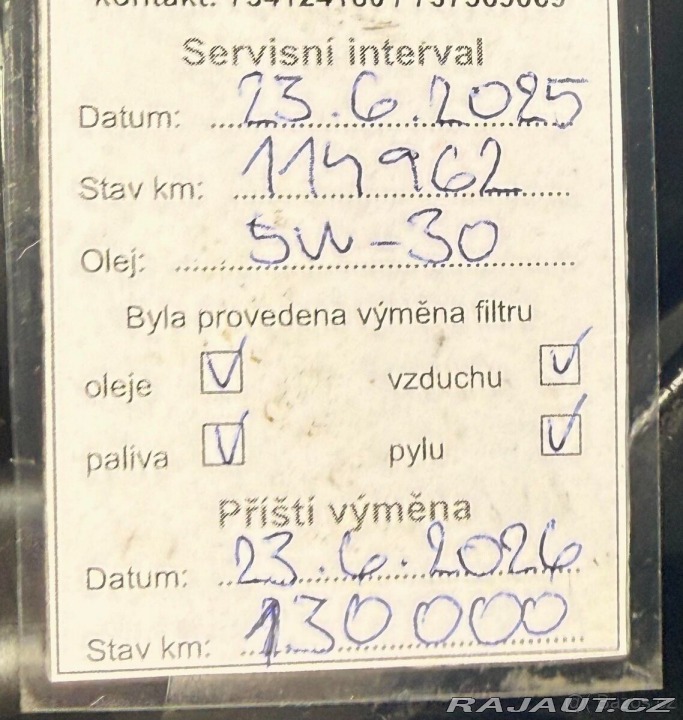 Servisní interval
Datum: 23.6.2025
Stav km: 114962
Olej: 5W-30
Byla provedena výměna filtru
oleje vzduchu
paliva pylu
Příští výměna
Datum: 23.6.2026
Stav km: 130000
RAJAUT.CZ